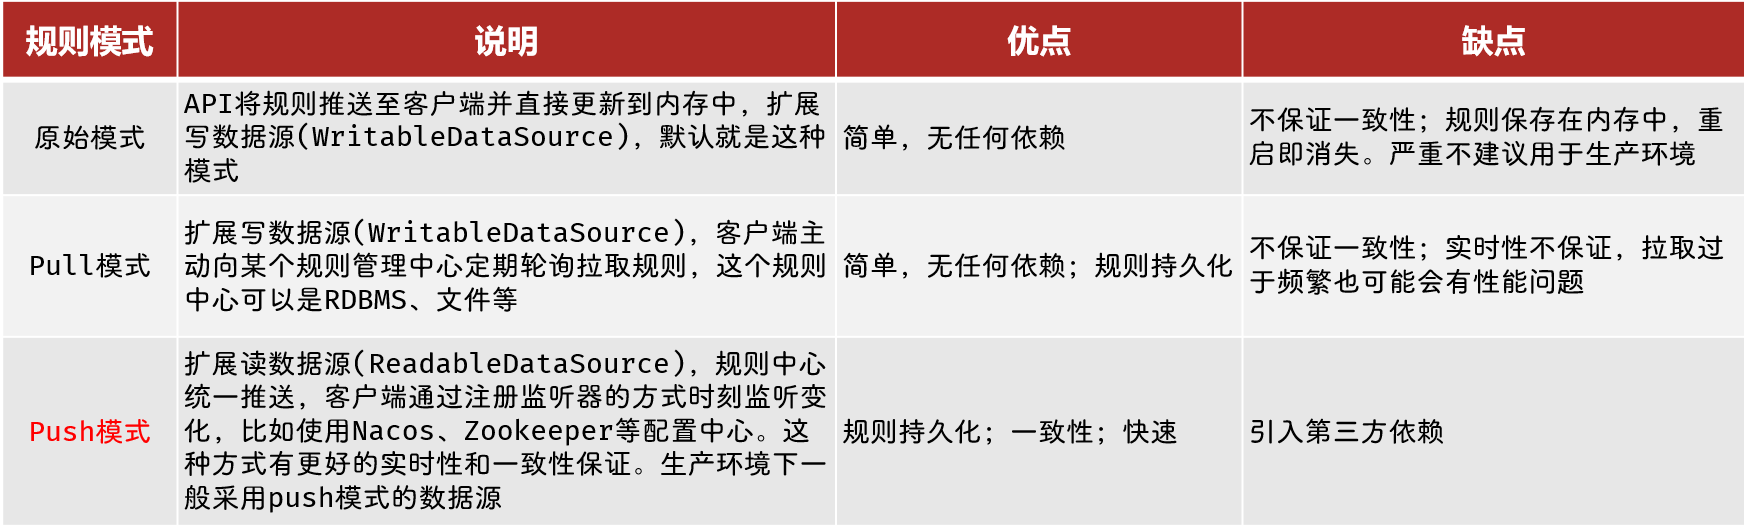 规则模式
说明
优点
缺点
原始模式
API将规则推送至客户端并直接更新到内存中，扩展
写数据源(WritableDataSource)，默认就是这种
模式
简单，无任何依赖
不保证一致性；规则保存在内存中，重
启即消失。严重不建议用于生产环境
Pull模式
扩展写数据源(WritableDataSource)，客户端主
动向某个规则管理中心定期轮询拉取规则，这个规则
中心可以是RDBMS、文件等
简单，无任何依赖；规则持久化
不保证一致性；实时性不保证，拉取过
于频繁也可能会有性能问题
Push模式
扩展读数据源(ReadableDataSource)，规则中心
统一推送，客户端通过注册监听器的方式时刻监听变
化，比如使用Nacos、Zookeeper等配置中心。这
种方式有更好的实时性和一致性保证。生产环境下一
般采用push模式的数据源
规则持久化；一致性；快速
引入第三方依赖